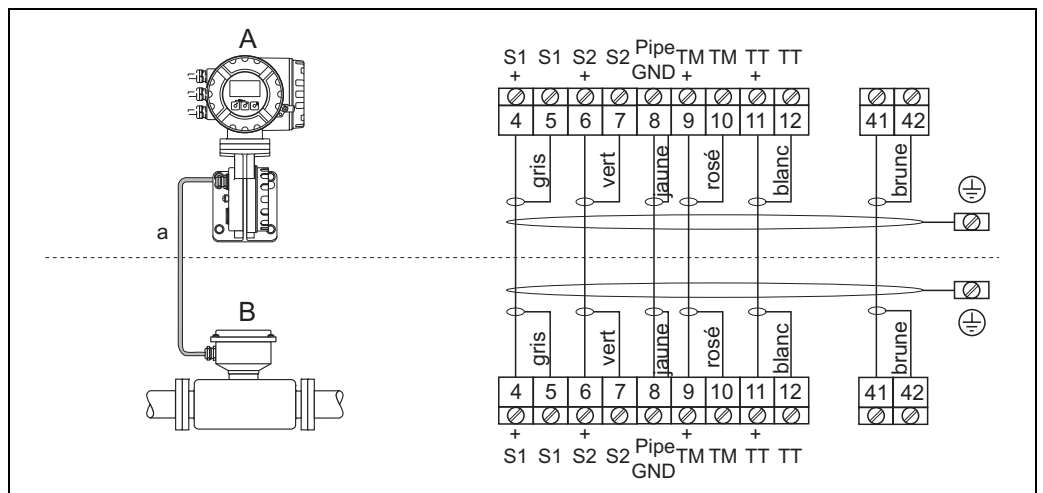 A
a
B
S1 S1 S2 S2 Pipe GND TM TM TT TT
+ + + +
4 5 6 7 8 9 10 11 12 41 42
gris vert jaune rosé blanc brune
gris vert jaune rosé blanc brune
4 5 6 7 8 9 10 11 12 41 42
+ + + +
S1 S1 S2 S2 Pipe GND TM TM TT TT